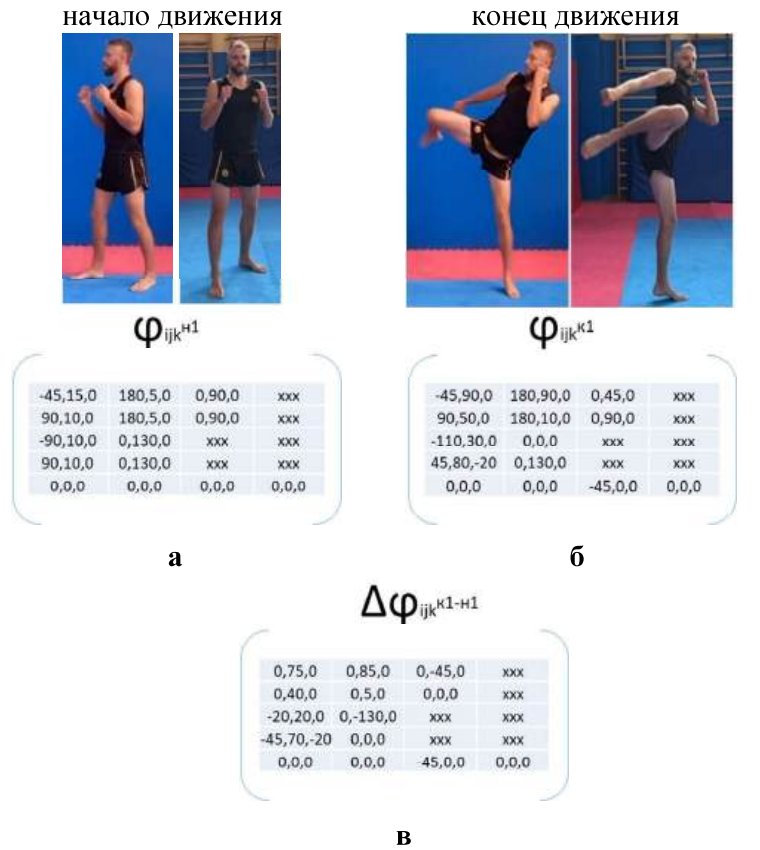 начало движения конец движения
φijkн1 φijkк1
-45,15,0 180,5,0 0,90,0 xxx
90,10,0 180,5,0 0,90,0 xxx
-90,10,0 0,130,0 xxx xxx
90,10,0 0,130,0 xxx xxx
0,0,0 0,0,0 0,0,0 0,0,0
-45,90,0 180,90,0 0,45,0 xxx
90,50,0 180,10,0 0,90,0 xxx
-110,30,0 0,0,0 xxx xxx
45,80,-20 0,130,0 xxx xxx
0,0,0 0,0,0 -45,0,0 0,0,0
а б
Δφijkк1-н1
0,75,0 0,85,0 0,-45,0 xxx
0,40,0 0,5,0 0,0,0 xxx
-20,20,0 0,-130,0 xxx xxx
-45,70,-20 0,0,0 xxx xxx
0,0,0 0,0,0 -45,0,0 0,0,0
в